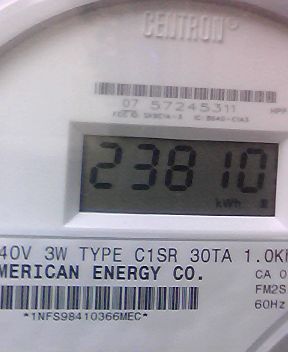 CENTRON®
07 57245311
HPP
23810
kWh
40V 3W TYPE C1SR 30TA 1.0K
MERICAN ENERGY CO.
CA 0
FM2S
60Hz
*1NFS98410366MEC*